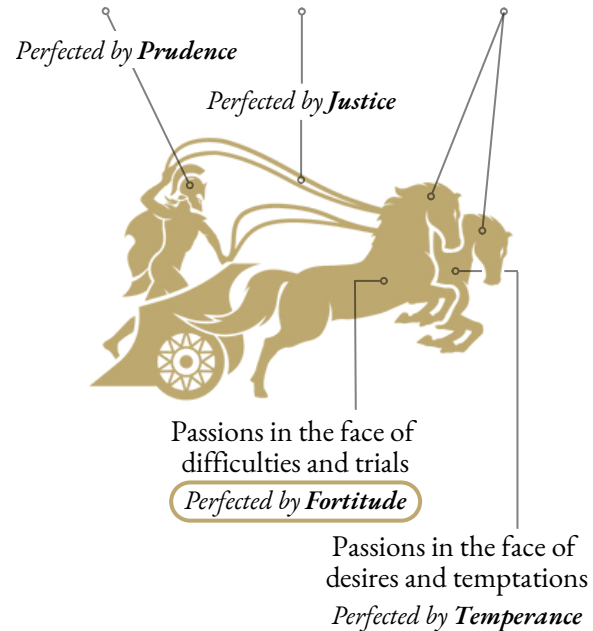 Perfected by Prudence
Perfected by Justice
Passions in the face of
difficulties and trials
Perfected by Fortitude
Passions in the face of
desires and temptations
Perfected by Temperance